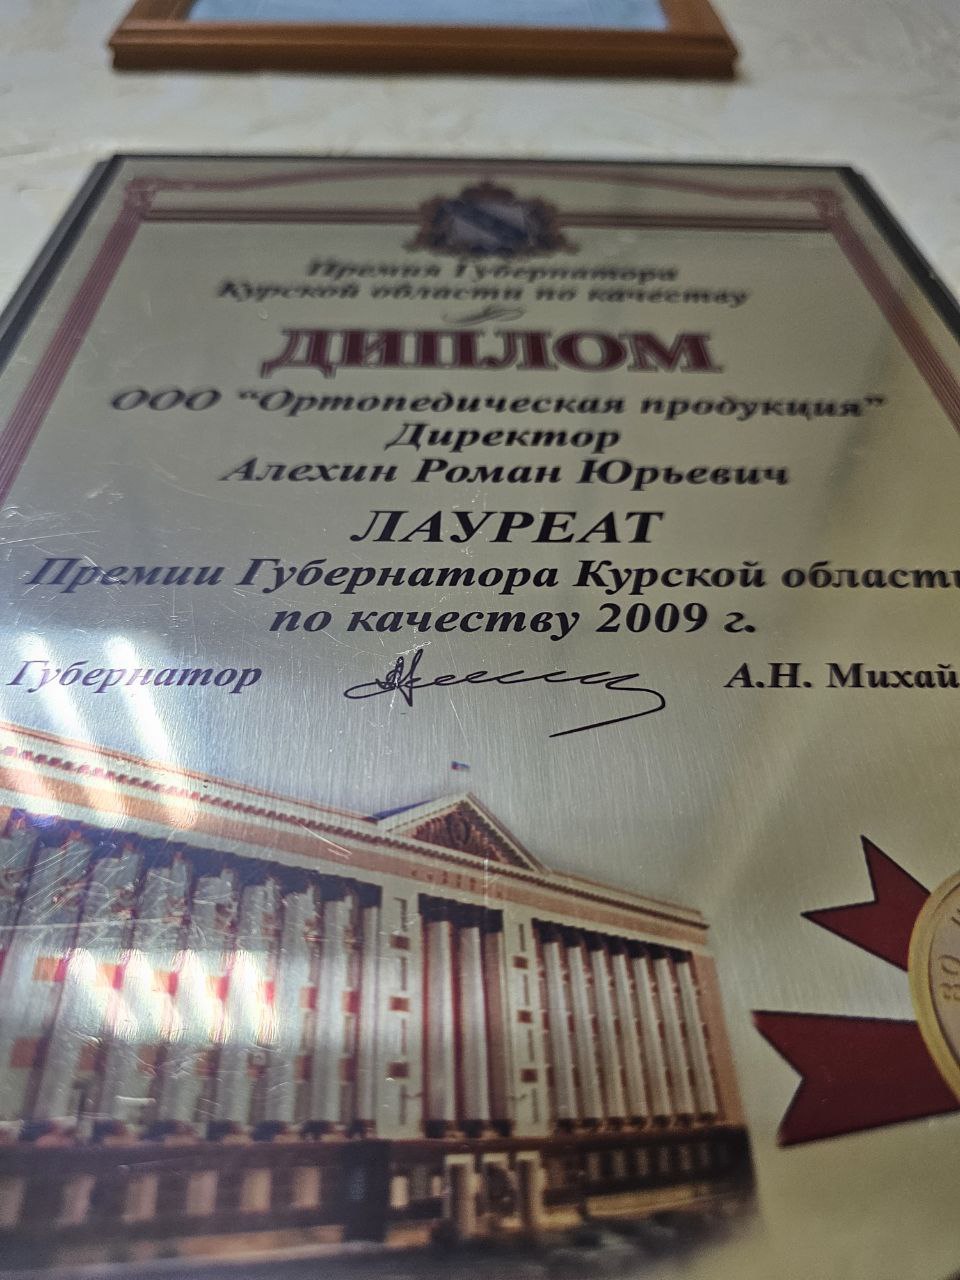 Премия Губернатора
Курской области по качеству
ДИПЛОМ
ООО "Ортопедическая продукция"
Директор
Алехин Роман Юрьевич
ЛАУРЕАТ
Премии Губернатора Курской области
по качеству 2009 г.
Губернатор А.Н. Михай